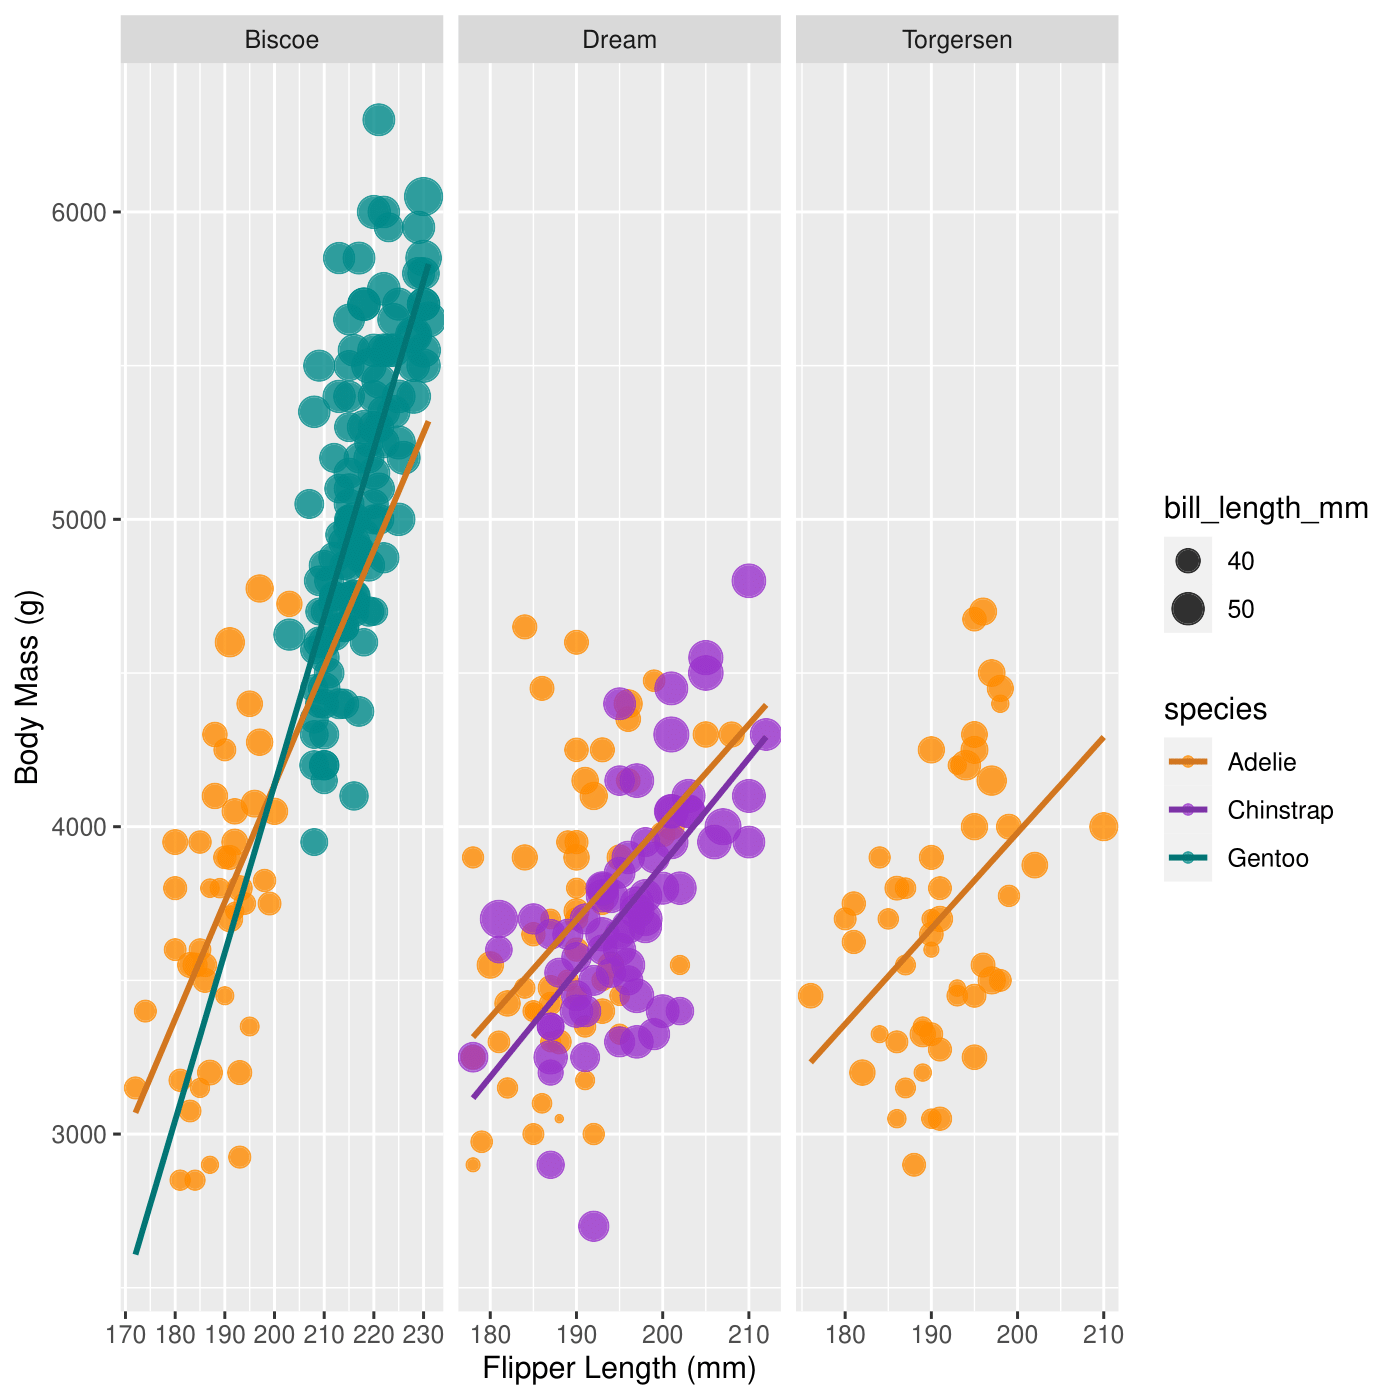 Biscoe Dream Torgersen
Body Mass (g)
6000
5000
4000
3000
170 180 190 200 210 220 230 180 190 200 210 180 190 200 210
Flipper Length (mm)
bill_length_mm
40
50
species
Adelie
Chinstrap
Gentoo